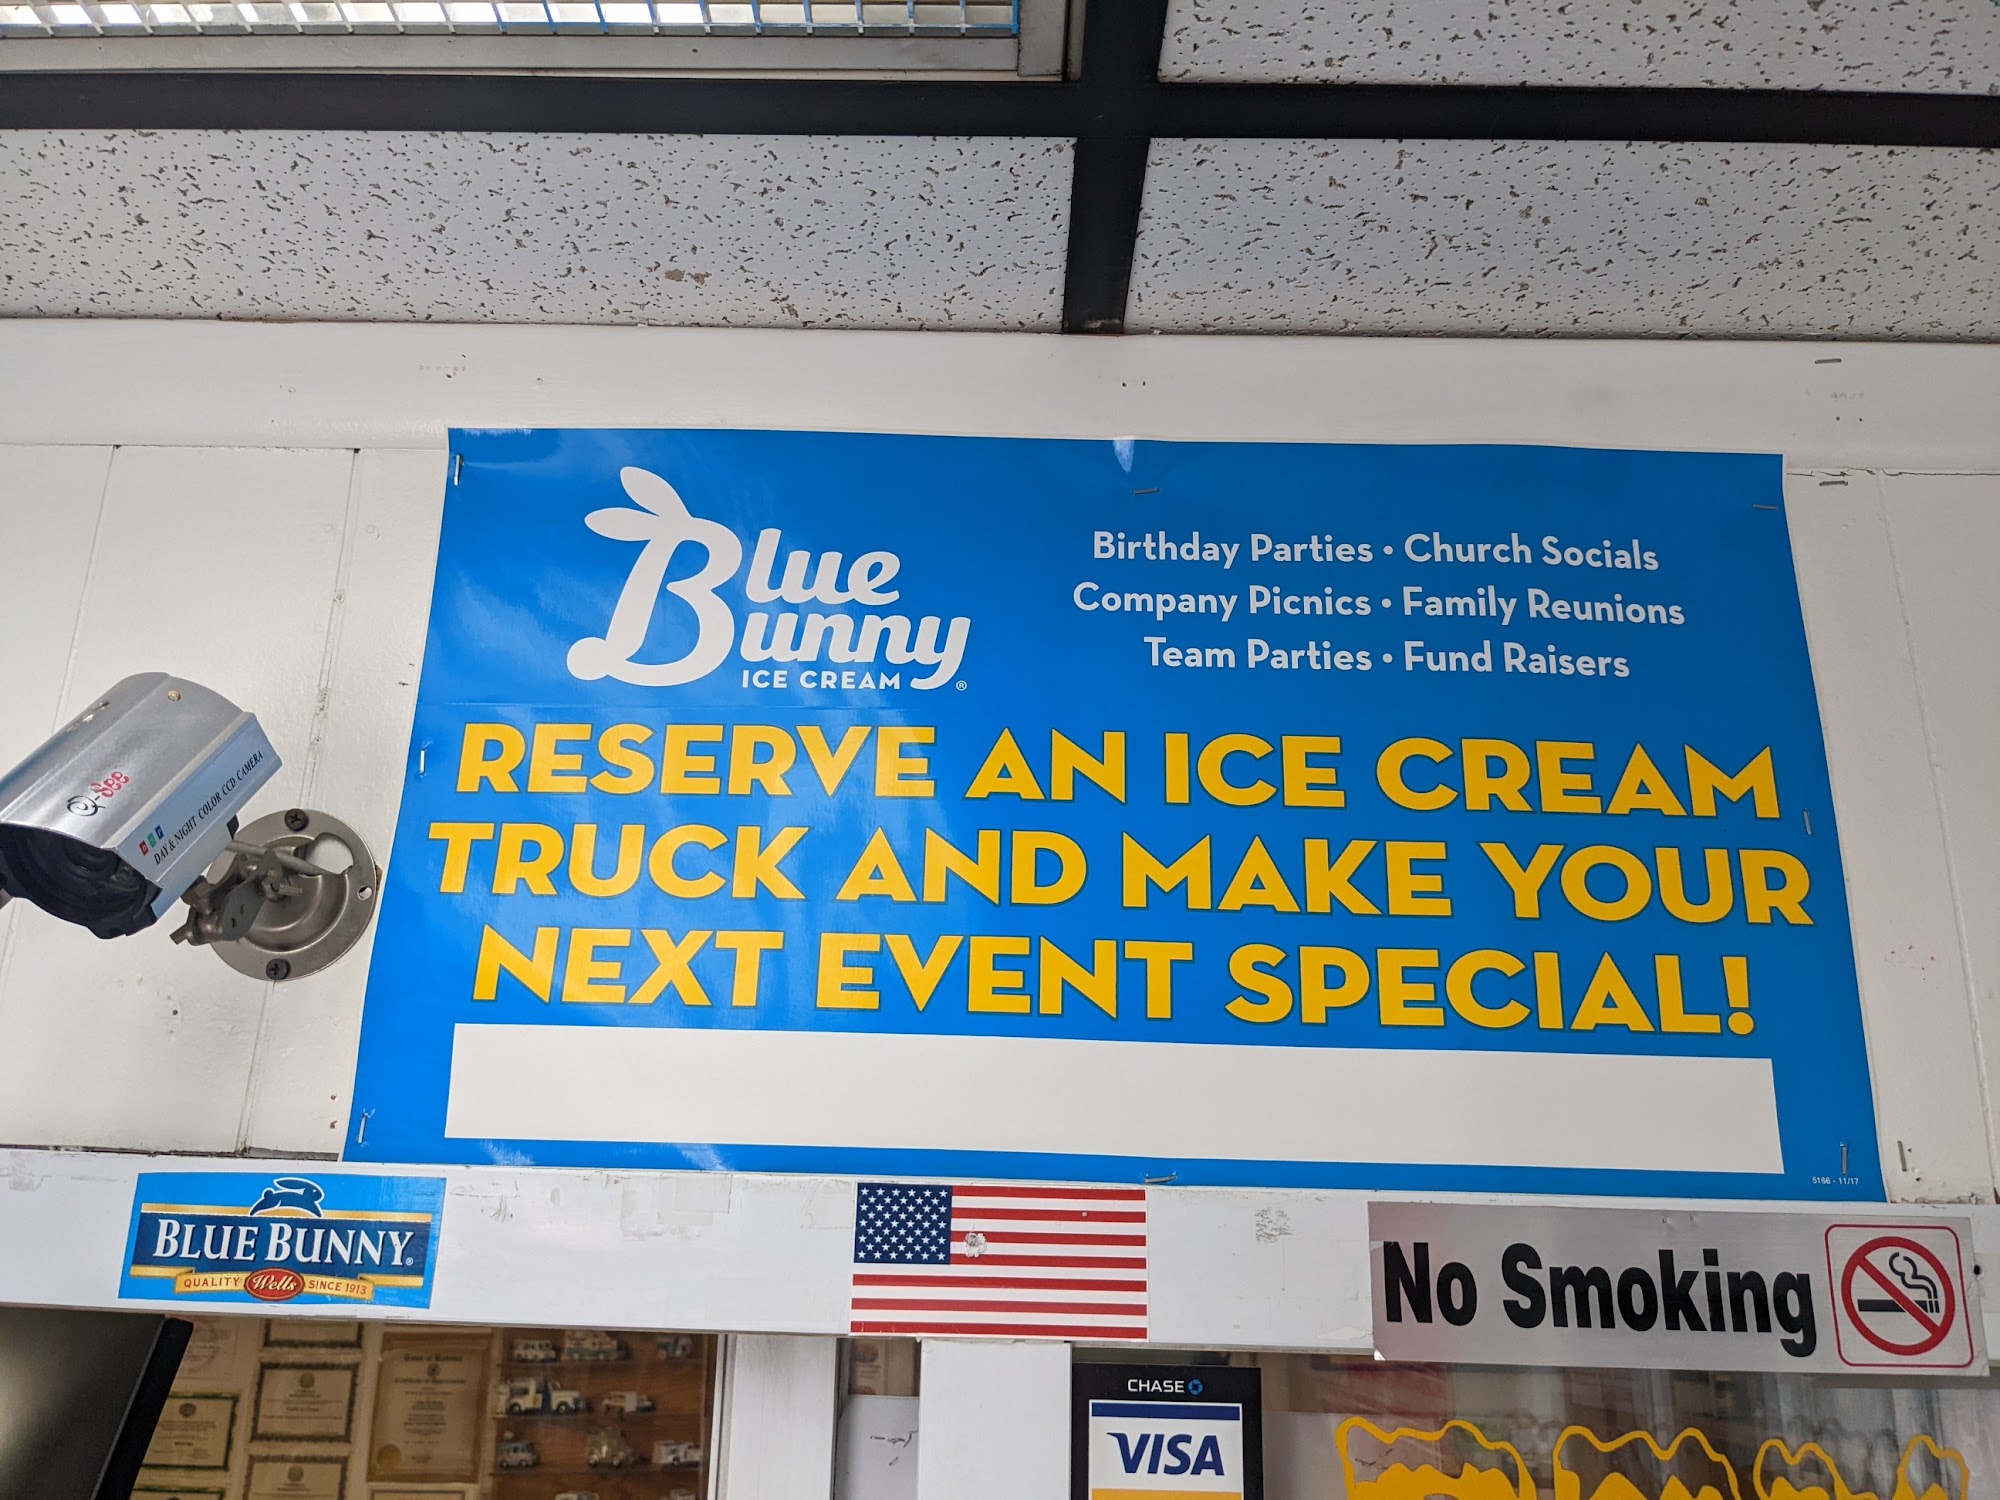 Blue
Bunny
ICE CREAM ®
Birthday Parties • Church Socials
Company Picnics • Family Reunions
Team Parties • Fund Raisers
RESERVE AN ICE CREAM
TRUCK AND MAKE YOUR
NEXT EVENT SPECIAL!
5166 - 11/17
Q-See
DAY & NIGHT COLOR CCD CAMERA
BLUE BUNNY®
QUALITY Wells SINCE 1913
No Smoking
CHASE
VISA